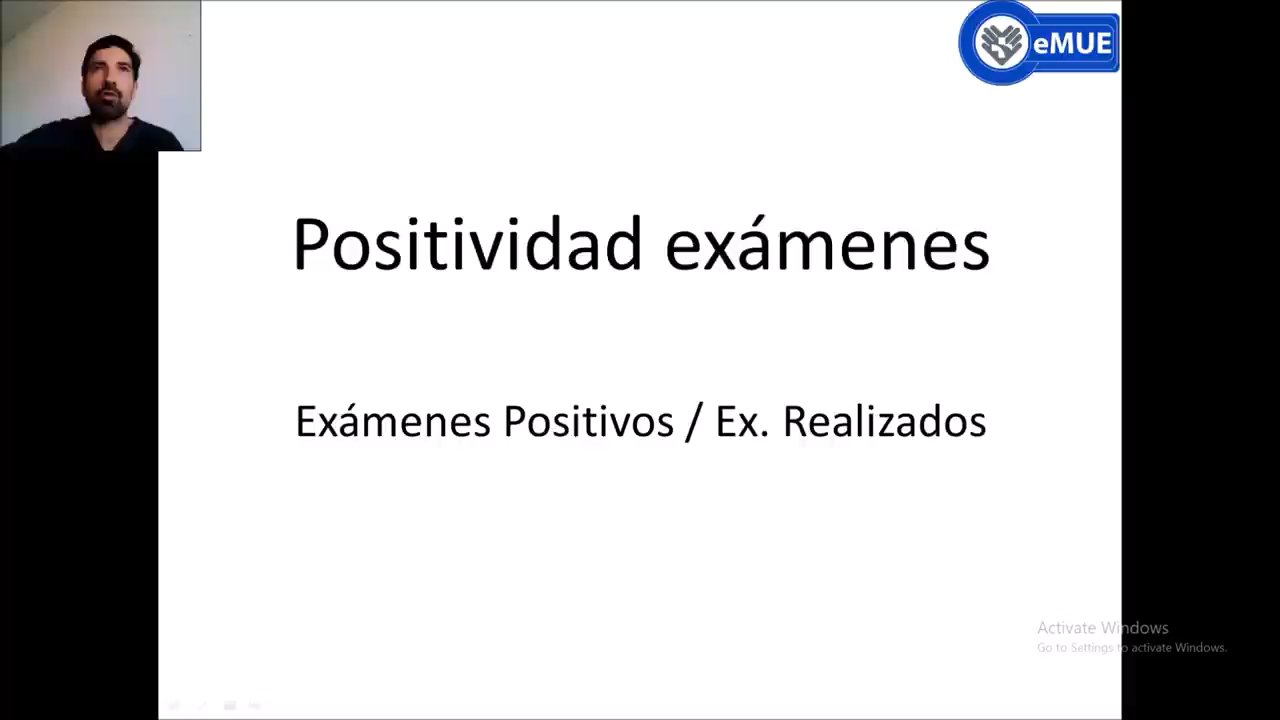 eMUE
Positividad exámenes
Exámenes Positivos / Ex. Realizados
Activate Windows
Go to Settings to activate Windows.